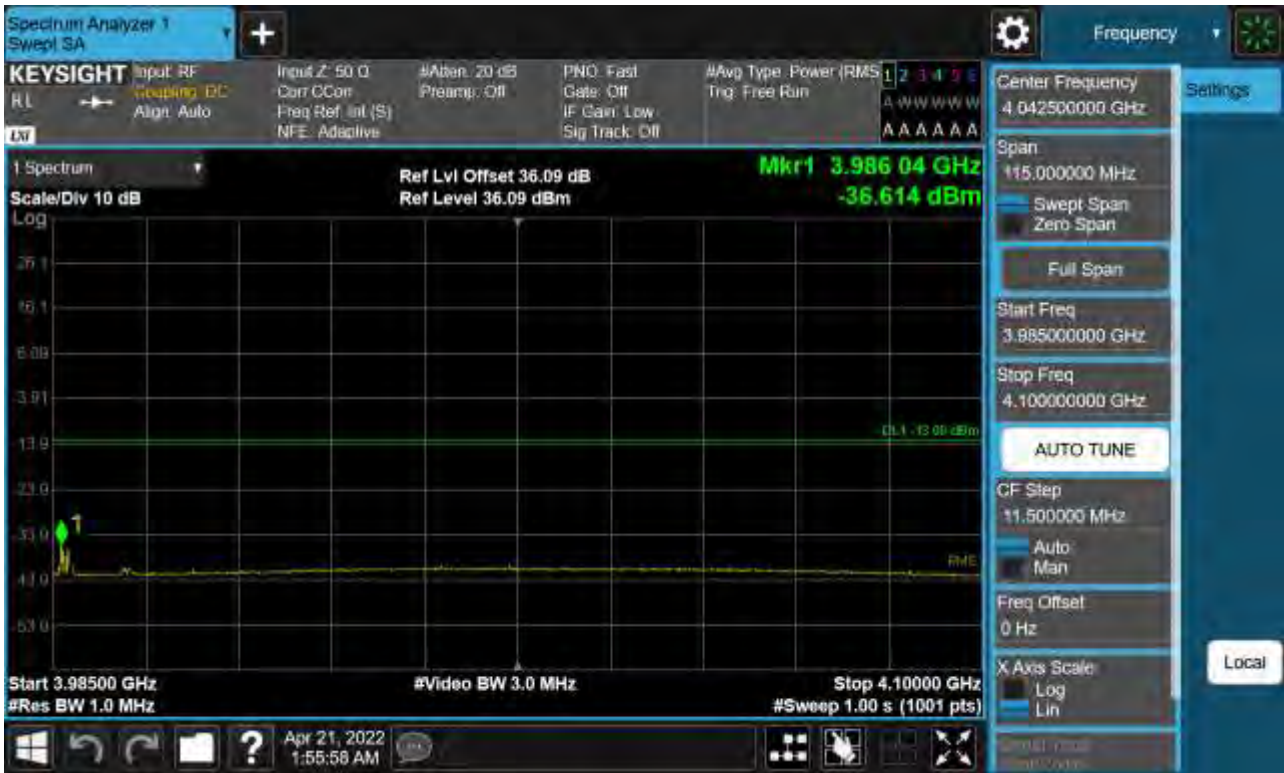 Spectrum Analyzer 1
Swept SA
Frequency
KEYSIGHT
RL
Input: RF
Coupling: DC
Align: Auto
Input Z: 50 Ω
Corr CCorr
Freq Ref: Int (S)
NFE: Adaptive
#Atten: 20 dB
Preamp: Off
PNO: Fast
Gate: Off
IF Gain: Low
Sig Track: Off
#Avg Type: Power (RMS
Trig: Free Run
1 2 3 4 5 6
A W W W W W
A A A A A A
1 Spectrum
Scale/Div 10 dB
Log
Ref Lvl Offset 36.09 dB
Ref Level 36.09 dBm
Mkr1 3.986 04 GHz
-36.614 dBm
26.1
16.1
6.09
-3.91
-13.9
-23.9
-33.9
-43.9
-53.9
DL1 -13.00 dBm
1
RMS
Start 3.98500 GHz
#Res BW 1.0 MHz
#Video BW 3.0 MHz
Stop 4.10000 GHz
#Sweep 1.00 s (1001 pts)
Center Frequency
4.042500000 GHz
Settings
Span
115.000000 MHz
Swept Span
Zero Span
Full Span
Start Freq
3.985000000 GHz
Stop Freq
4.100000000 GHz
AUTO TUNE
CF Step
11.500000 MHz
Auto
Man
Freq Offset
0 Hz
X Axis Scale
Log
Lin
Local
?
Apr 21, 2022
1:55:58 AM